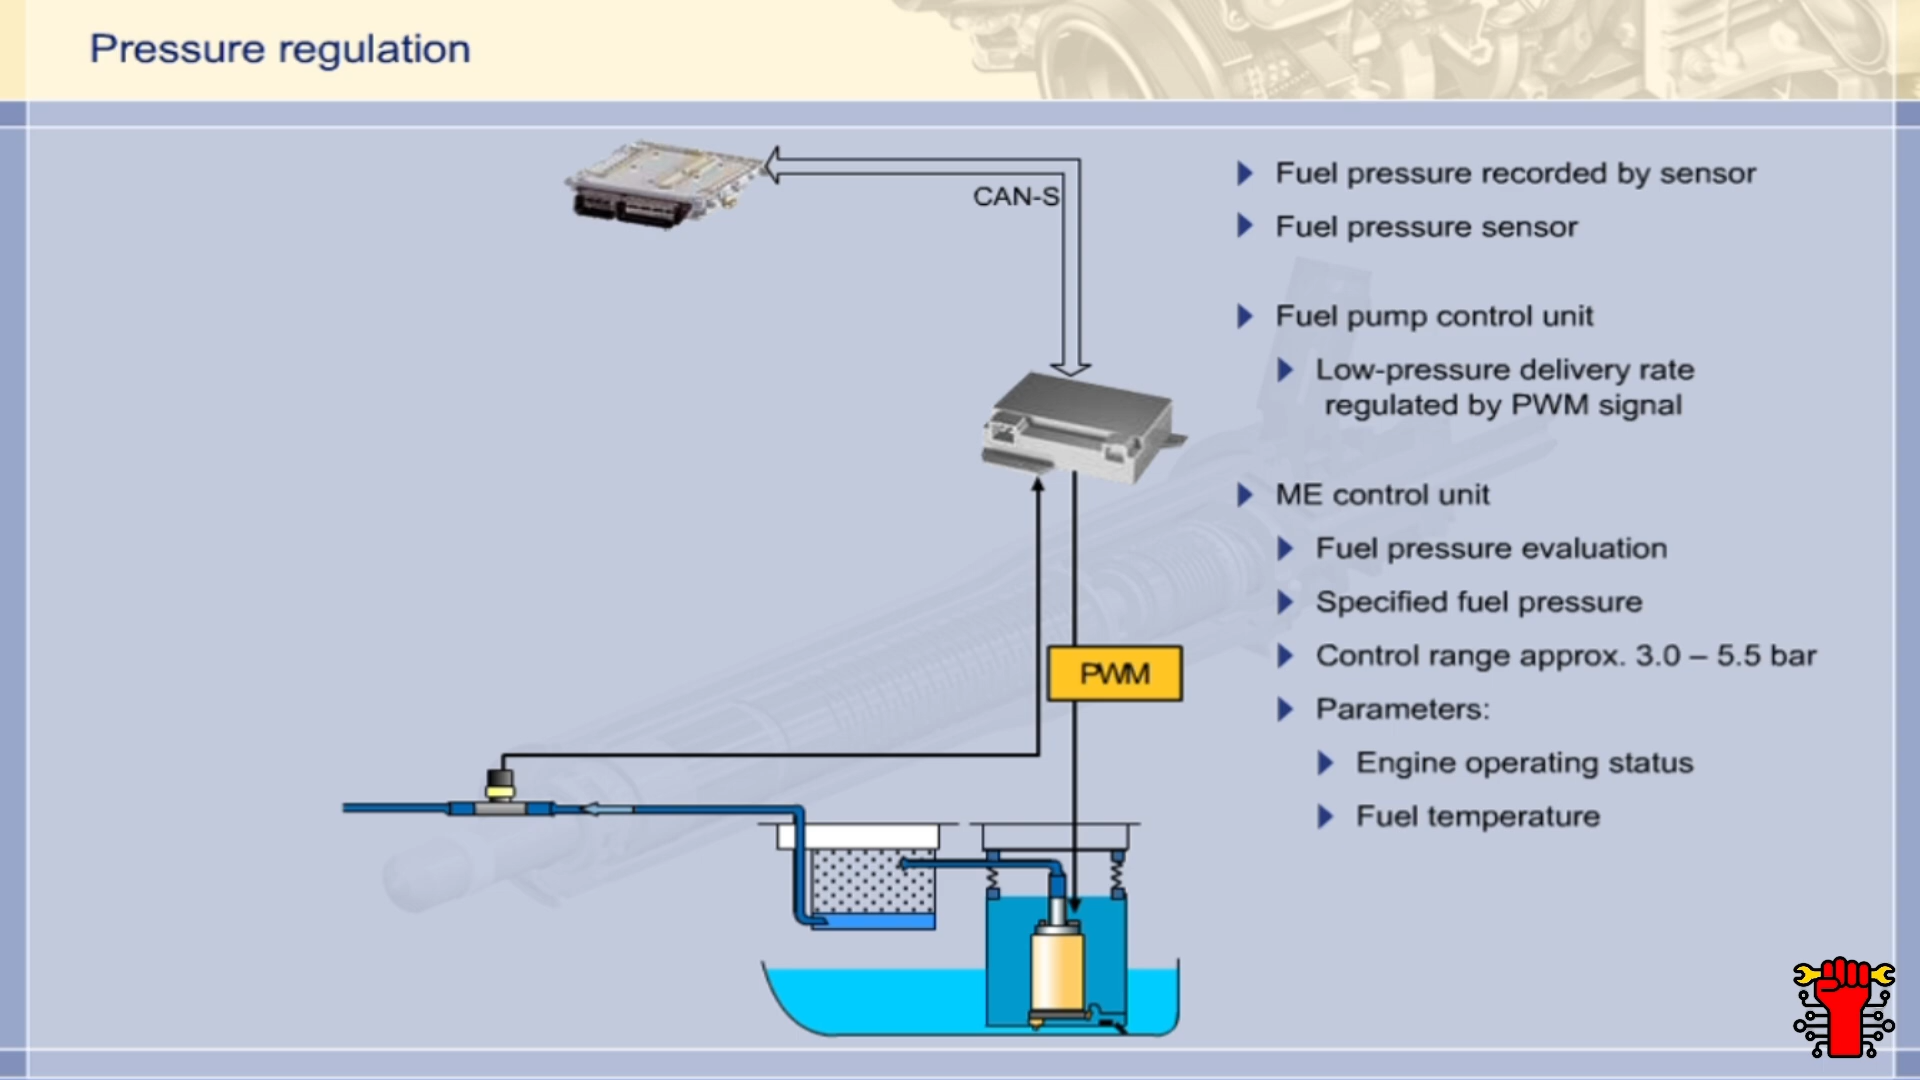 Pressure regulation
CAN-S
PWM
Fuel pressure recorded by sensor
Fuel pressure sensor
Fuel pump control unit
Low-pressure delivery rate
regulated by PWM signal
ME control unit
Fuel pressure evaluation
Specified fuel pressure
Control range approx. 3.0 – 5.5 bar
Parameters:
Engine operating status
Fuel temperature